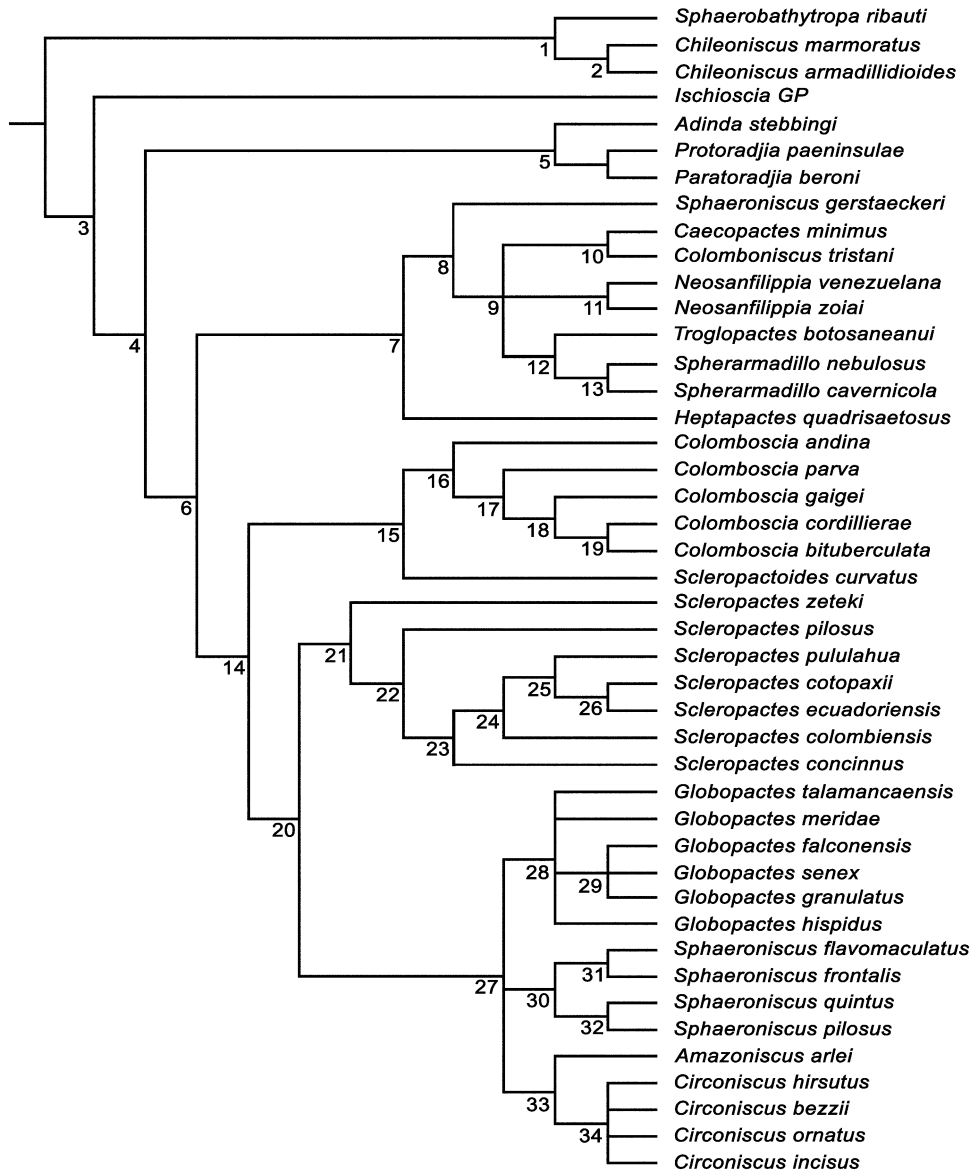 Sphaerobathytropa ribauti
1
Chileoniscus marmoratus
2
Chileoniscus armadillidioides
Ischioscia GP
Adinda stebbingi
5
Protoradjia paeninsulae
Paratoradjia beroni
3
Sphaeroniscus gerstaeckeri
8
Caecopactes minimus
10
Colomboniscus tristani
Neosanfilippia venezuelana
9
11
Neosanfilippia zoiai
4
7
Troglopactes botosaneanui
12
Spherarmadillo nebulosus
13
Spherarmadillo cavernicola
Heptapactes quadrisaetosus
Colomboscia andina
16
Colomboscia parva
6
17
Colomboscia gaigei
18
Colomboscia cordillierae
15
19
Colomboscia bituberculata
Scleropactoides curvatus
Scleropactes zeteki
Scleropactes pilosus
14
21
Scleropactes pululahua
22
25
Scleropactes cotopaxii
26
Scleropactes ecuadoriensis
24
Scleropactes colombiensis
23
Scleropactes concinnus
Globopactes talamancaensis
20
Globopactes meridae
Globopactes falconensis
28
Globopactes senex
29
Globopactes granulatus
Globopactes hispidus
Sphaeroniscus flavomaculatus
31
Sphaeroniscus frontalis
27
30
Sphaeroniscus quintus
32
Sphaeroniscus pilosus
Amazoniscus arlei
33
Circoniscus hirsutus
Circoniscus bezzii
34
Circoniscus ornatus
Circoniscus incisus